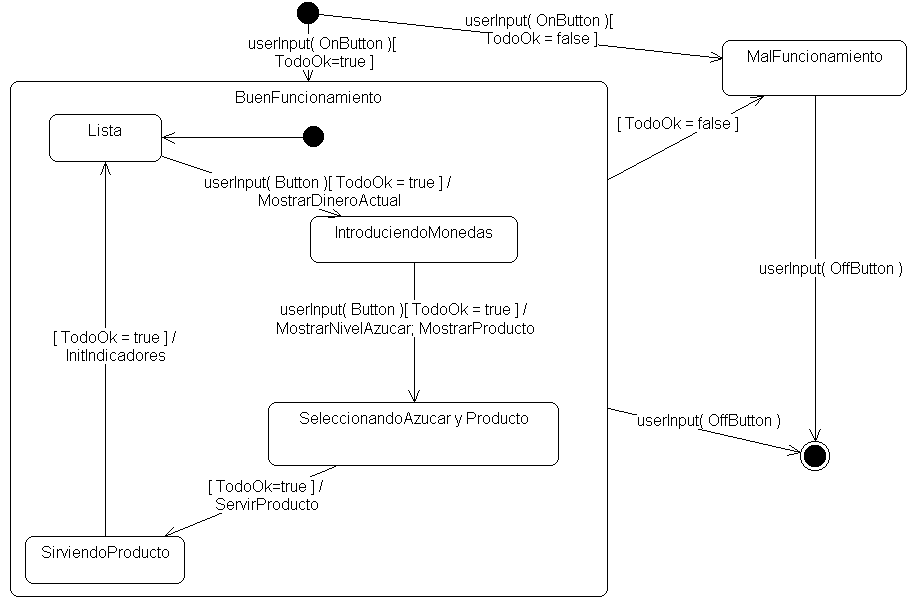 userInput( OnButton )[
TodoOk = false ]
userInput( OnButton )[
TodoOk=true ]
MalFuncionamiento
BuenFuncionamiento
Lista
[ TodoOk = false ]
userInput( Button )[ TodoOk = true ] /
MostrarDineroActual
IntroduciendoMonedas
userInput( OffButton )
userInput( Button )[ TodoOk = true ] /
MostrarNivelAzucar; MostrarProducto
[ TodoOk = true ] /
InitIndicadores
SeleccionandoAzucar y Producto
userInput( OffButton )
[ TodoOk=true ] /
ServirProducto
SirviendoProducto